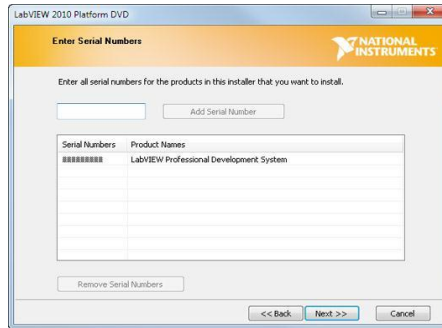 LabVIEW 2010 Platform DVD
Enter Serial Numbers
NATIONAL
INSTRUMENTS
Enter all serial numbers for the products in this installer that you want to install.
Add Serial Number
Serial Numbers Product Names
LabVIEW Professional Development System
Remove Serial Numbers
<< Back Next >> Cancel